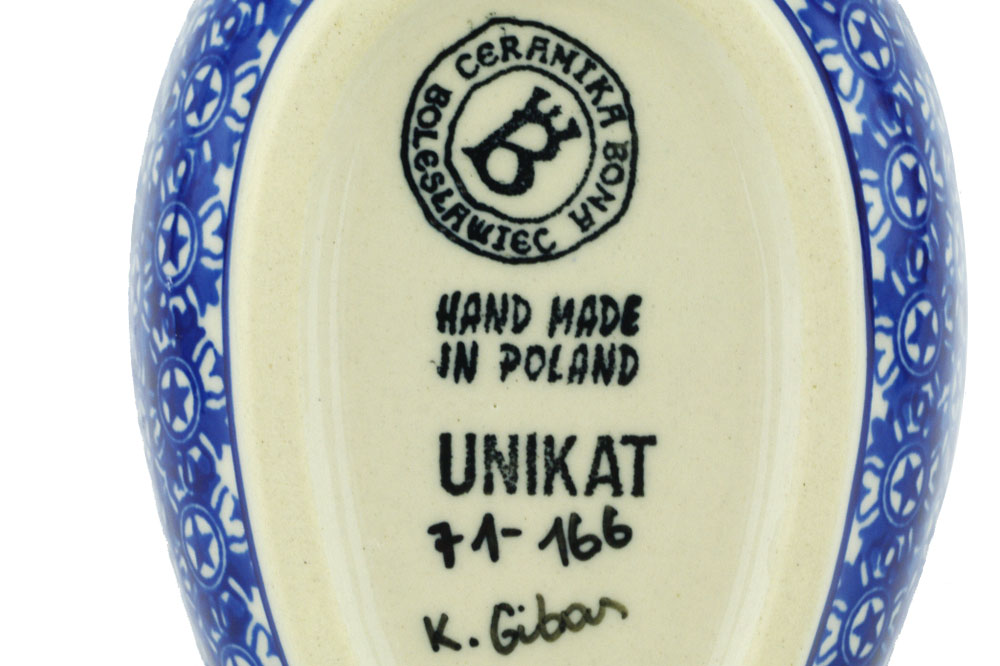 CERAMIKA BONA BOLESŁAWIEC
HAND MADE
IN POLAND
UNIKAT
71-166
K. Gibas